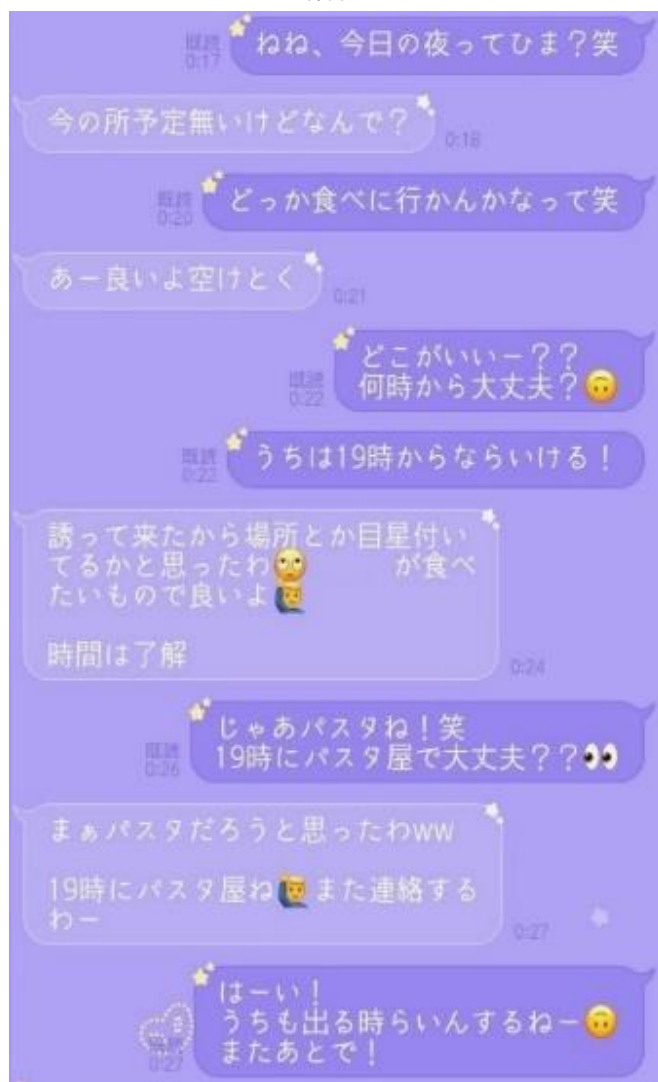 ねね、今日の夜ってひま？笑
既読
0:17
今の所予定無いけどなんで？
0:18
どっか食べに行かんかなって笑
既読
0:20
あー良いよ空けとく
0:21
どこがいいー？？
何時から大丈夫？🙃
既読
0:22
うちは19時からならいける！
既読
0:22
誘って来たから場所とか目星付い
てるかと思ったわ🙄 が食べ
たいもので良いよ🙋‍♂️
時間は了解
0:24
じゃあパスタね！笑
19時にパスタ屋で大丈夫？？👀
既読
0:26
まぁパスタだろうと思ったわww
19時にパスタ屋ね🙋‍♂️また連絡する
わー
0:27
はーい！
うちも出る時らいんするねー🙃
またあとで！
既読
0:27